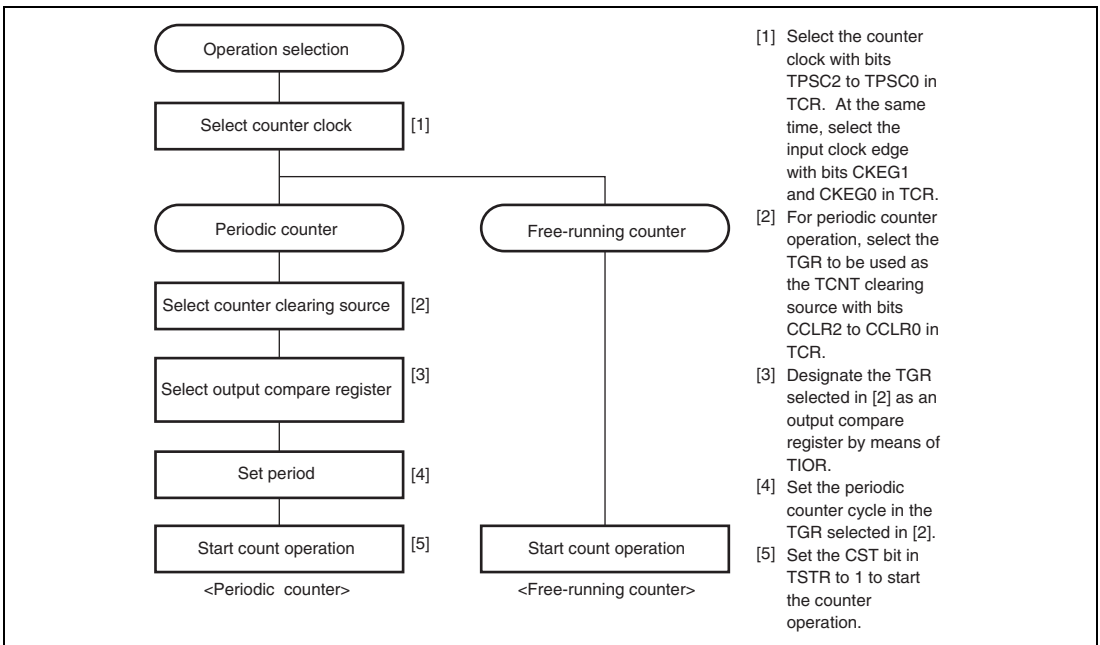 Operation selection
Select counter clock
[1]
Periodic counter
Free-running counter
Select counter clearing source
[2]
Select output compare register
[3]
Set period
[4]
Start count operation
[5]
Start count operation
<Periodic counter>
<Free-running counter>
[1] Select the counter
clock with bits
TPSC2 to TPSC0 in
TCR. At the same
time, select the
input clock edge
with bits CKEG1
and CKEG0 in TCR.
[2] For periodic counter
operation, select the
TGR to be used as
the TCNT clearing
source with bits
CCLR2 to CCLR0 in
TCR.
[3] Designate the TGR
selected in [2] as an
output compare
register by means of
TIOR.
[4] Set the periodic
counter cycle in the
TGR selected in [2].
[5] Set the CST bit in
TSTR to 1 to start
the counter
operation.